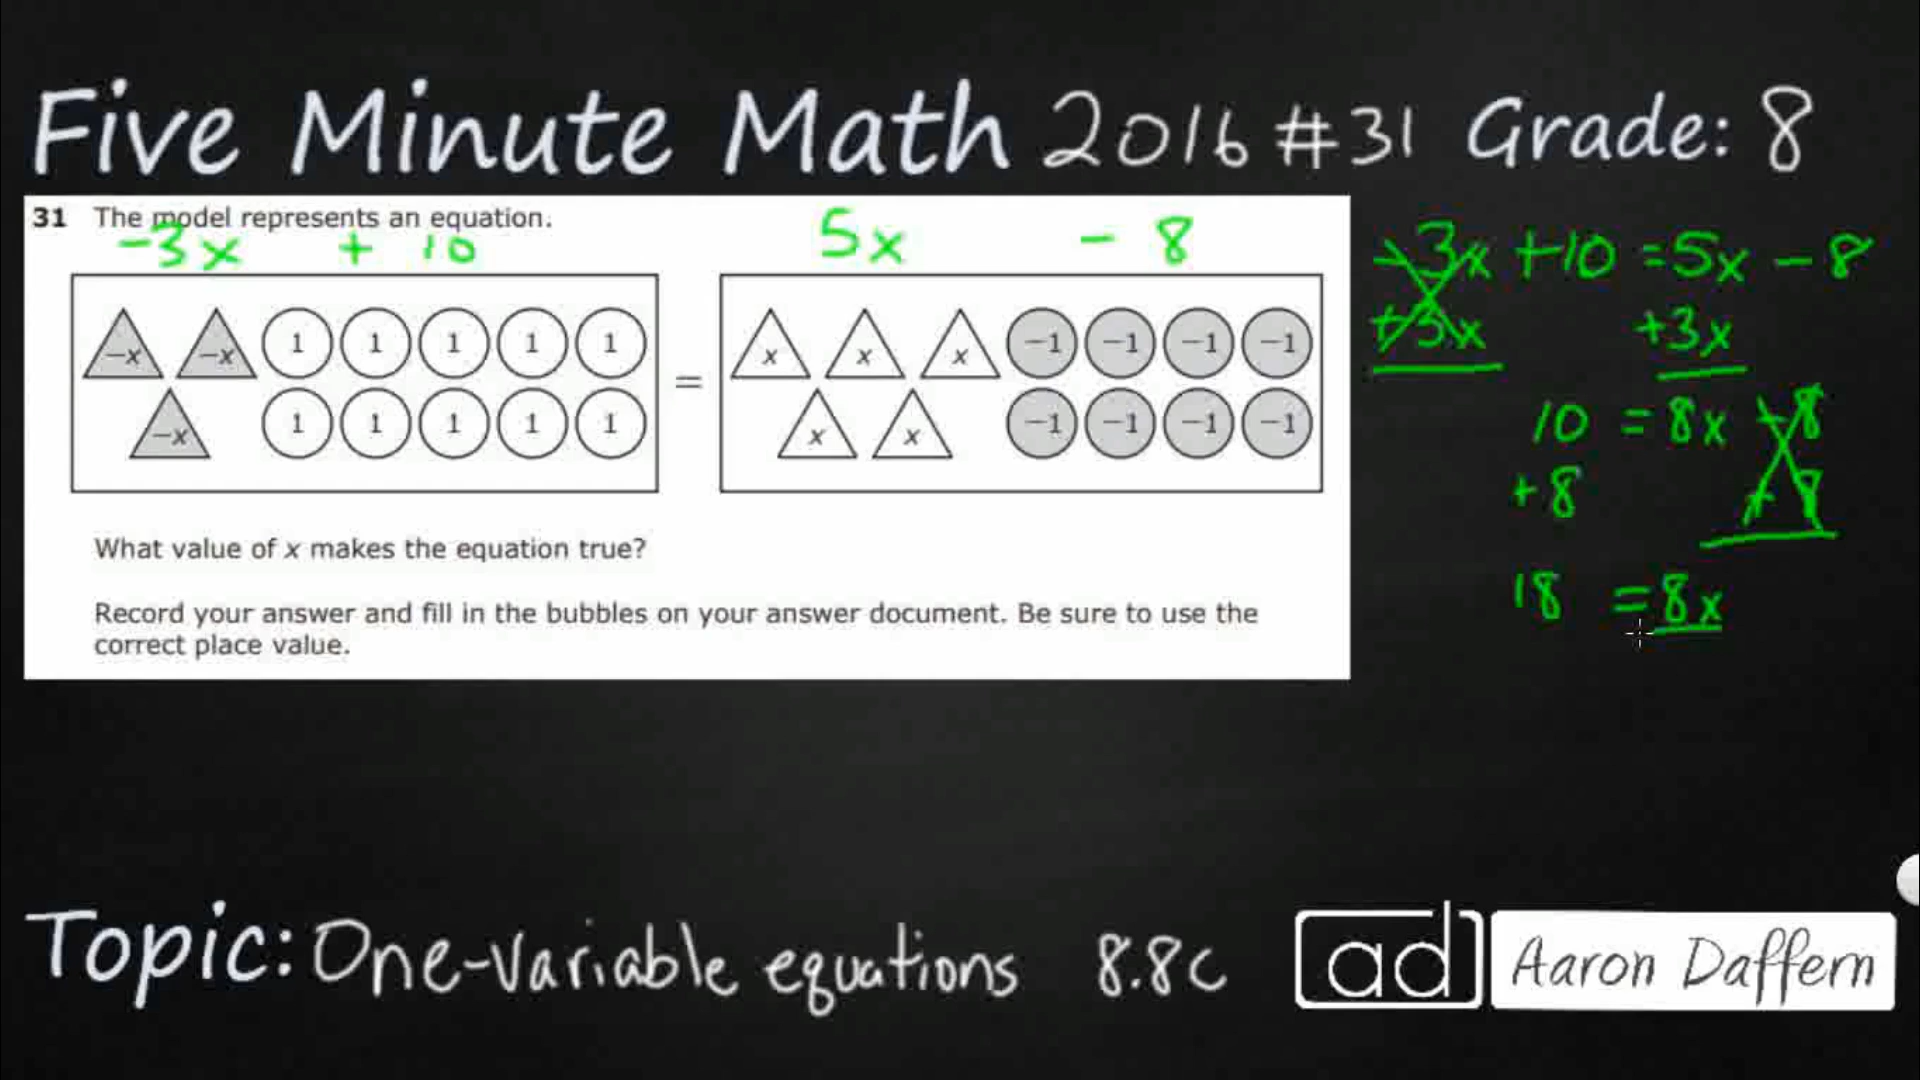 Five Minute Math 2016 #31 Grade: 8
31 The model represents an equation.
-3x + 10 5x - 8
-x -x 1 1 1 1 1 x x x -1 -1 -1 -1
=
-x 1 1 1 1 1 x x -1 -1 -1 -1
What value of x makes the equation true?
Record your answer and fill in the bubbles on your answer document. Be sure to use the
correct place value.
-3x +10 =5x - 8
+3x +3x
10 = 8x -8
+8 +8
18 =8x
Topic: One-variable equations 8.8C
ad Aaron Daffern